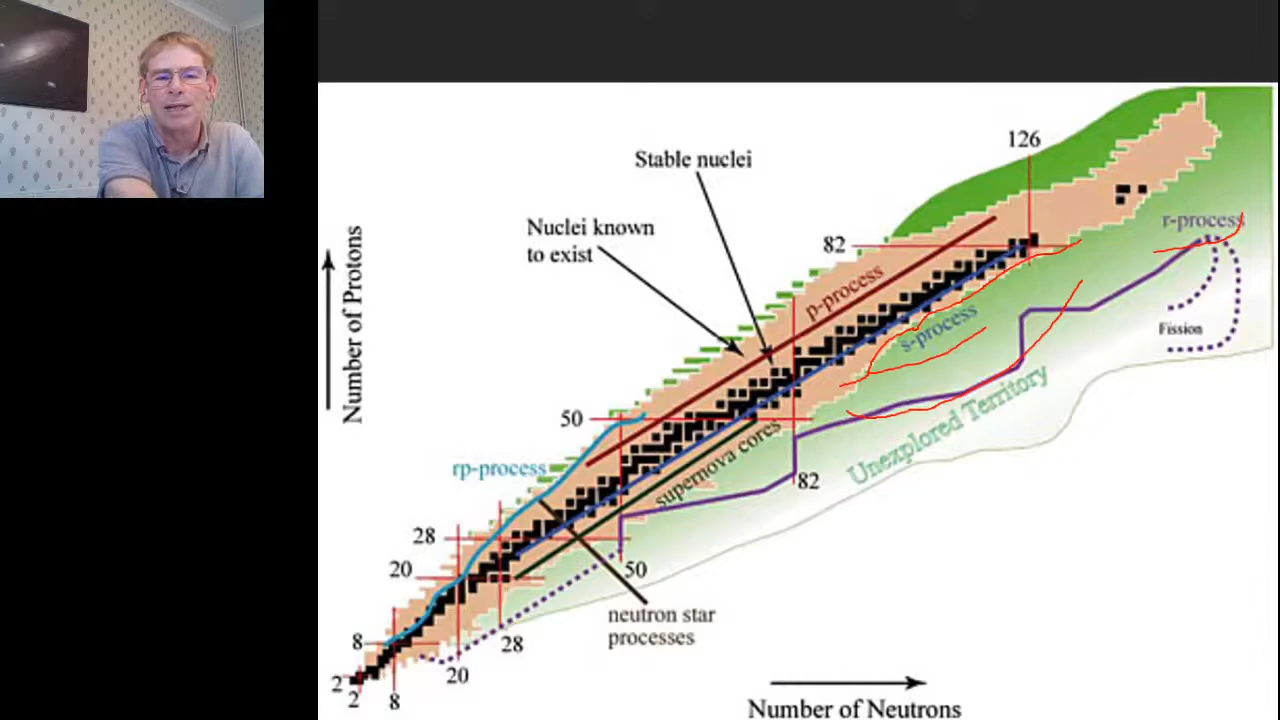 126
Stable nuclei
Nuclei known
to exist
82
r-process
p-process
s-process
Fission
Number of Protons
50
rp-process
supernova cores
Unexplored Territory
82
28
20
50
neutron star
processes
8
28
20
2
2
8
Number of Neutrons